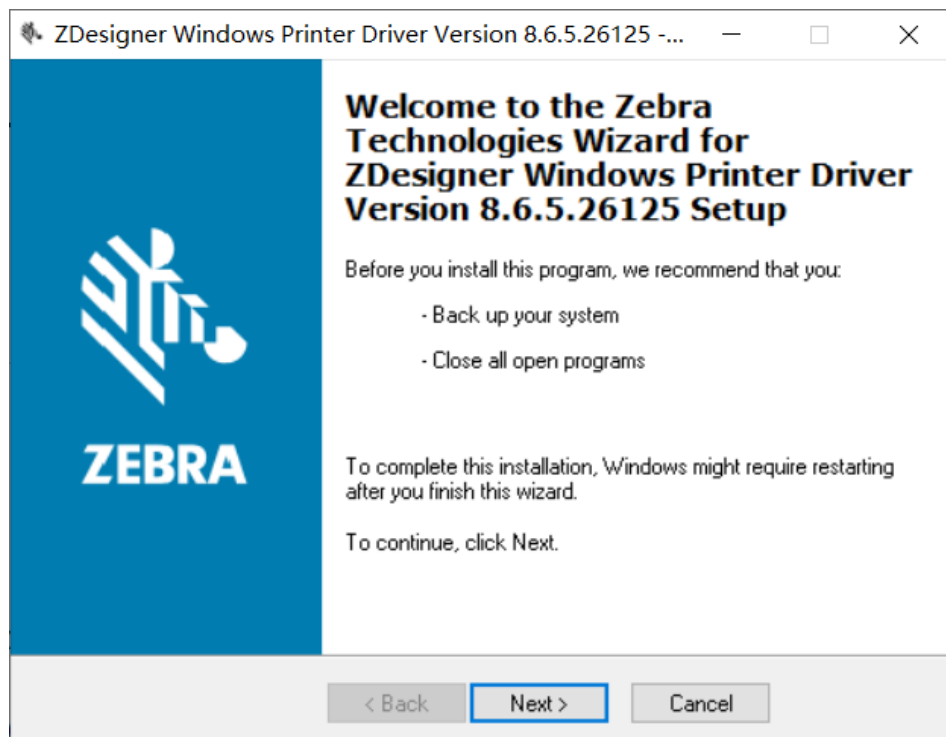 ZDesigner Windows Printer Driver Version 8.6.5.26125 -...
Welcome to the Zebra
Technologies Wizard for
ZDesigner Windows Printer Driver
Version 8.6.5.26125 Setup
Before you install this program, we recommend that you:
- Back up your system
- Close all open programs
ZEBRA
To complete this installation, Windows might require restarting
after you finish this wizard.
To continue, click Next.
< Back
Next >
Cancel